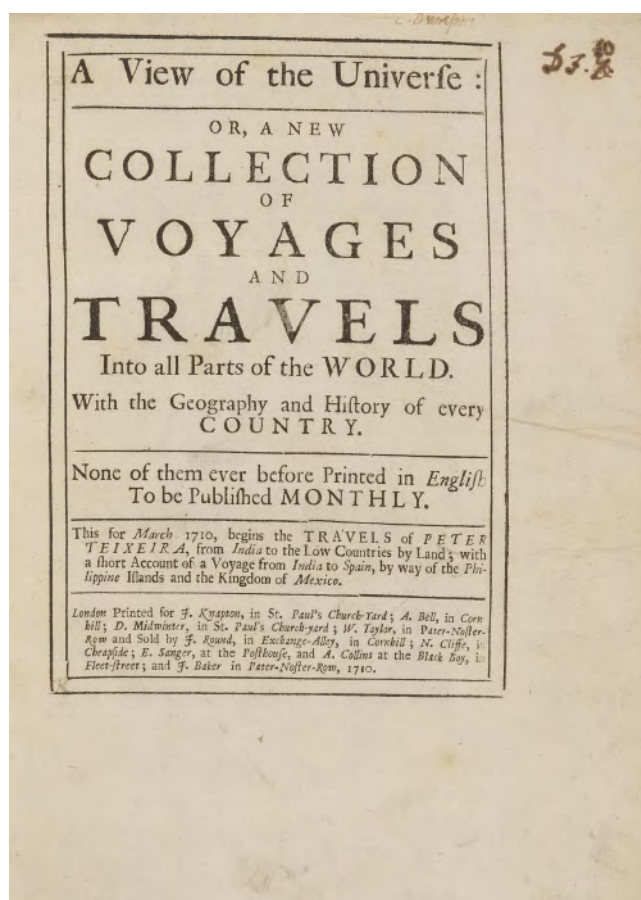 A View of the Univerſe :
OR, A NEW
COLLECTION
OF
VOYAGES
AND
TRAVELS
Into all Parts of the WORLD.
With the Geography and Hiſtory of every
COUNTRY.
None of them ever before Printed in Engliſh
To be Publiſhed MONTHLY.
This for March 1710, begins the TRAVELS of PETER
TEIXEIRA, from India to the Low Countries by Land; with
a ſhort Account of a Voyage from India to Spain, by way of the Phi-
lippine Iſlands and the Kingdom of Mexico.
London Printed for J. Knapton, in St. Paul's Church-Yard; A. Bell, in Corn
hill; D. Midwinter, in St. Paul's Church-yard; W. Taylor, in Pater-Noſter-
Row and Sold by J. Round, in Exchange-Alley, in Cornhill; N. Cliffe, in
Cheapſide; E. Sanger, at the Poſthouſe, and A. Collins at the Black Boy, in
Fleet-ſtreet; and J. Baker in Pater-Noſter-Row, 1710.